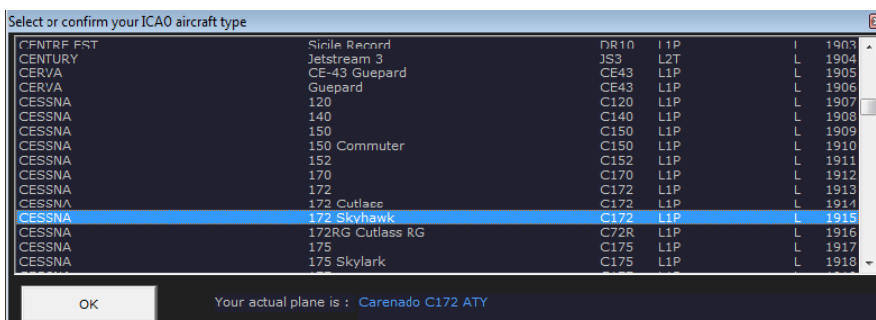 Select or confirm your ICAO aircraft type
CENTRE EST Sicile Record DR10 L1P L 1903
CENTURY Jetstream 3 JS3 L2T L 1904
CERVA CE-43 Guepard CE43 L1P L 1905
CERVA Guepard CE43 L1P L 1906
CESSNA 120 C120 L1P L 1907
CESSNA 140 C140 L1P L 1908
CESSNA 150 C150 L1P L 1909
CESSNA 150 Commuter C150 L1P L 1910
CESSNA 152 C152 L1P L 1911
CESSNA 170 C170 L1P L 1912
CESSNA 172 C172 L1P L 1913
CESSNA 172 Cutlass C172 L1P L 1914
CESSNA 172 Skyhawk C172 L1P L 1915
CESSNA 172RG Cutlass RG C72R L1P L 1916
CESSNA 175 C175 L1P L 1917
CESSNA 175 Skylark C175 L1P L 1918
OK Your actual plane is : Carenado C172 ATY